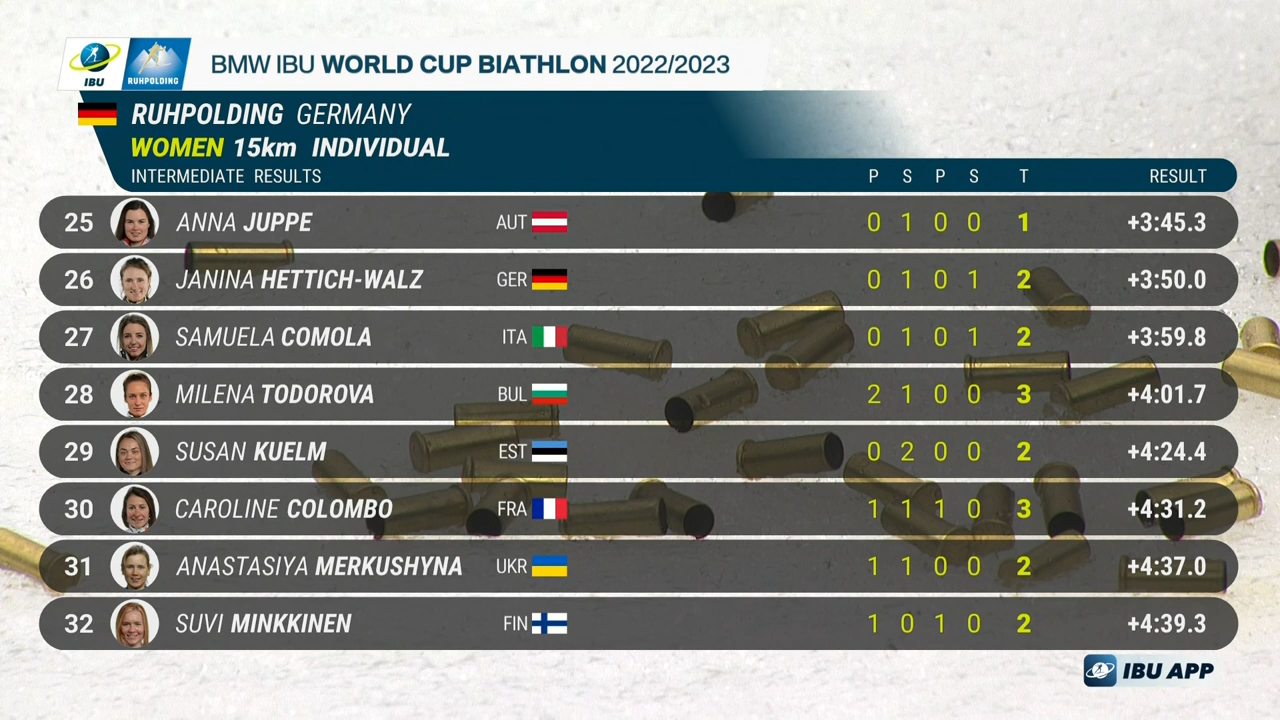 IBU RUHPOLDING BMW IBU WORLD CUP BIATHLON 2022/2023
RUHPOLDING GERMANY
WOMEN 15km INDIVIDUAL
INTERMEDIATE RESULTS P S P S T RESULT
25 ANNA JUPPE AUT 0 1 0 0 1 +3:45.3
26 JANINA HETTICH-WALZ GER 0 1 0 1 2 +3:50.0
27 SAMUELA COMOLA ITA 0 1 0 1 2 +3:59.8
28 MILENA TODOROVA BUL 2 1 0 0 3 +4:01.7
29 SUSAN KUELM EST 0 2 0 0 2 +4:24.4
30 CAROLINE COLOMBO FRA 1 1 1 0 3 +4:31.2
31 ANASTASIYA MERKUSHYNA UKR 1 1 0 0 2 +4:37.0
32 SUVI MINKKINEN FIN 1 0 1 0 2 +4:39.3
IBU APP